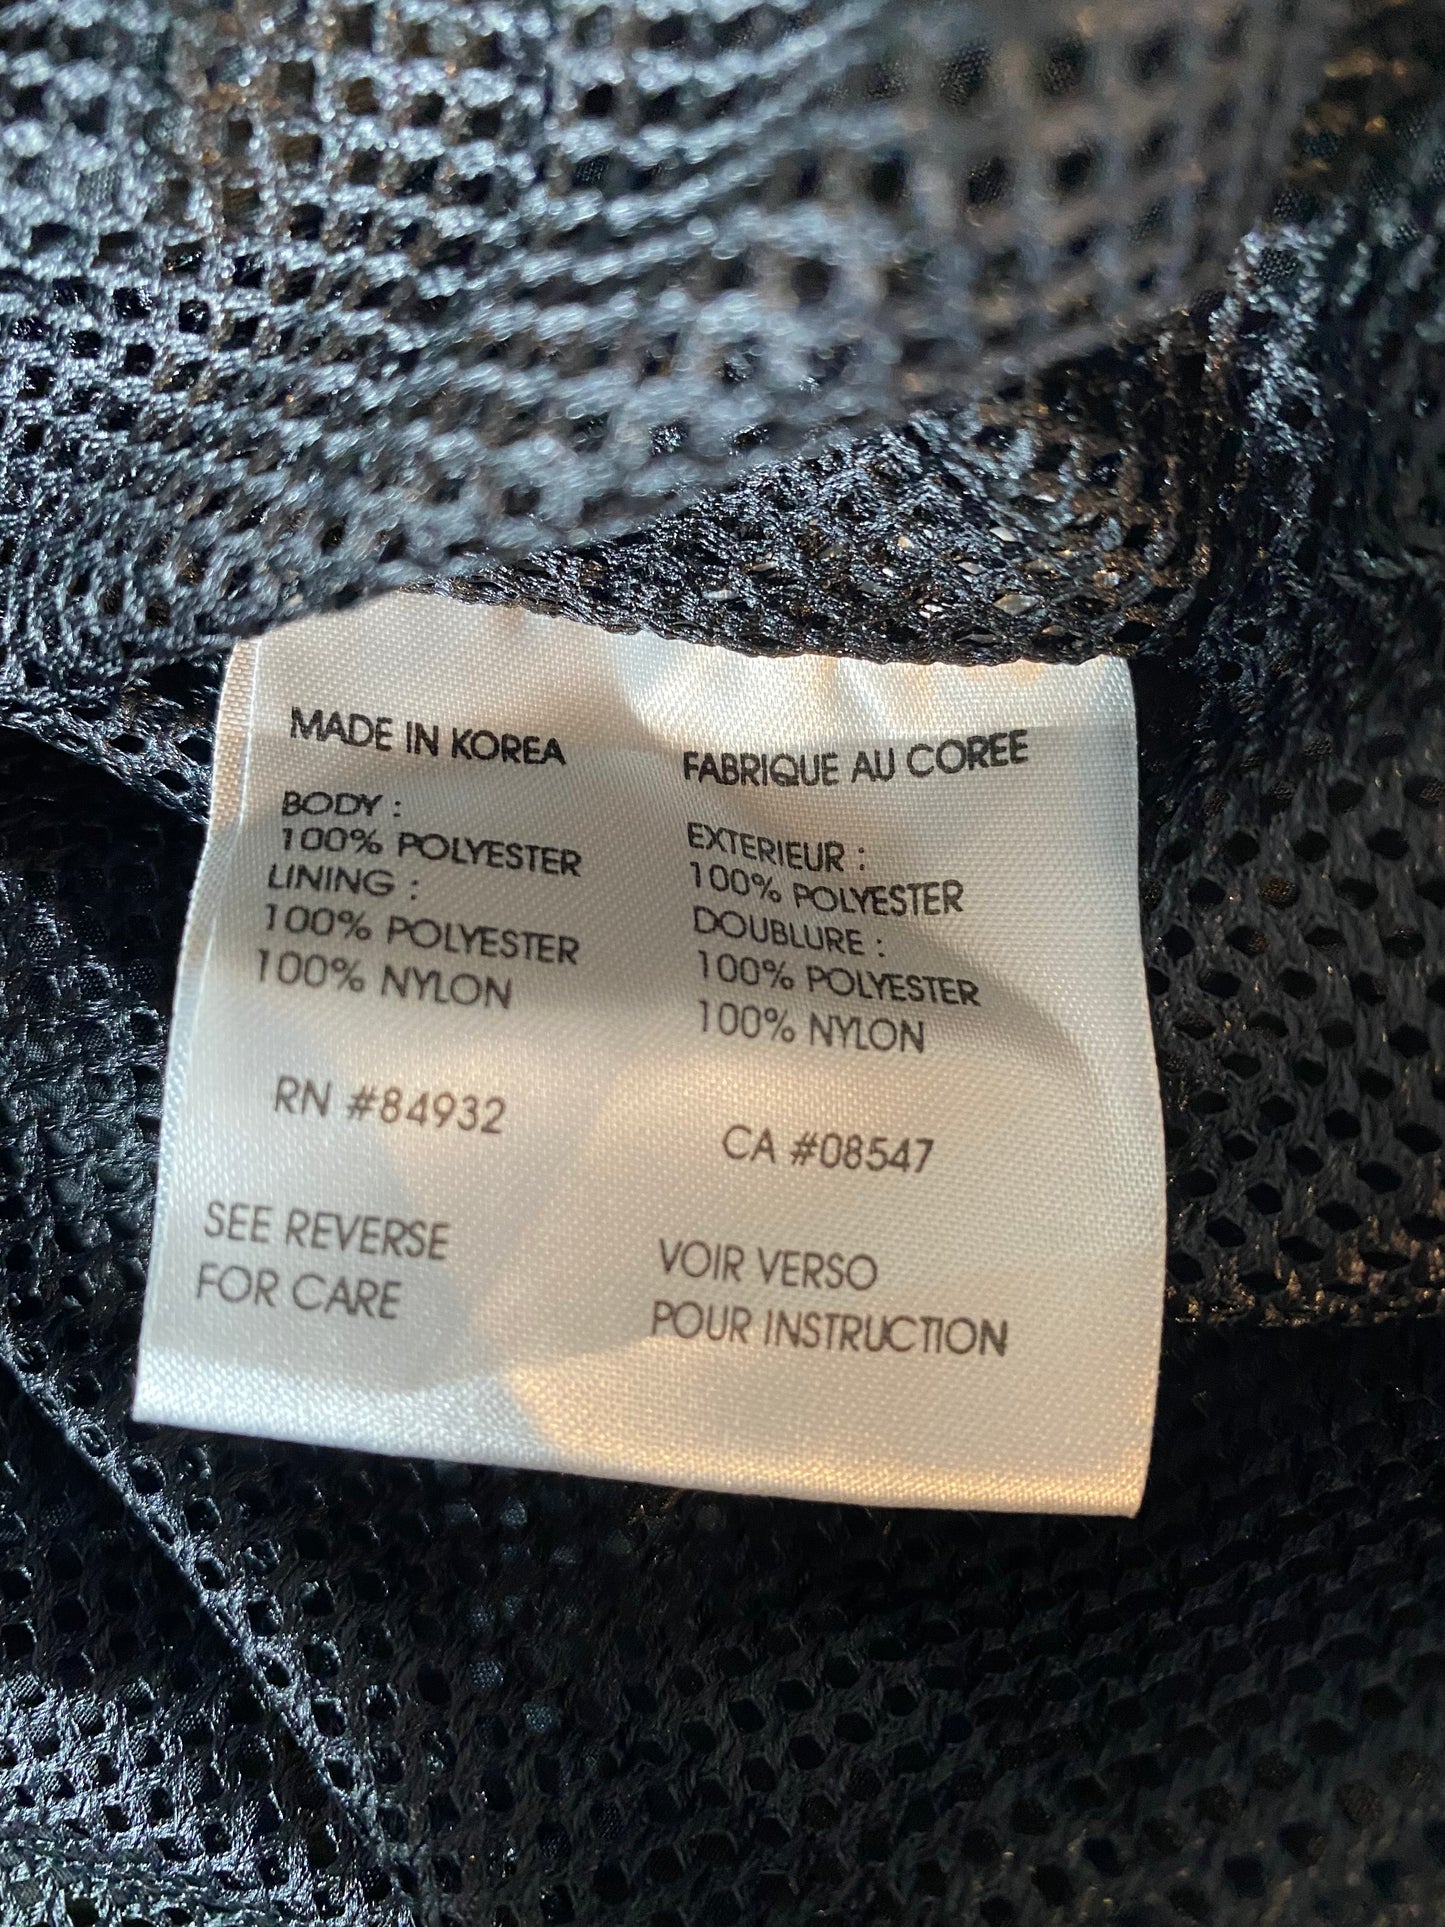 MADE IN KOREA
BODY :
100% POLYESTER
LINING :
100% POLYESTER
100% NYLON
RN #84932
SEE REVERSE
FOR CARE
FABRIQUE AU COREE
EXTERIEUR :
100% POLYESTER
DOUBLURE :
100% POLYESTER
100% NYLON
CA #08547
VOIR VERSO
POUR INSTRUCTION